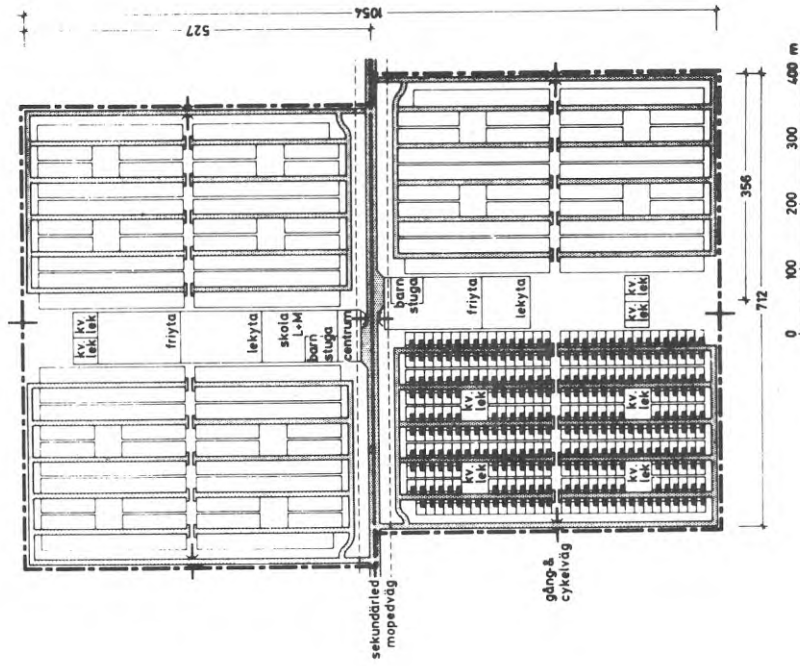 1054
527
kv. kv.
lek lek
friyta
lekyta
skola
L+M
barn
stuga
centrum
sekundärled
mopedväg
barn
stuga
friyta
lekyta
kv. kv.
lek lek
kv.
lek
kv.
lek
kv.
lek
kv.
lek
gång-&
cykelväg
356
712
0 100 200 300 400 m